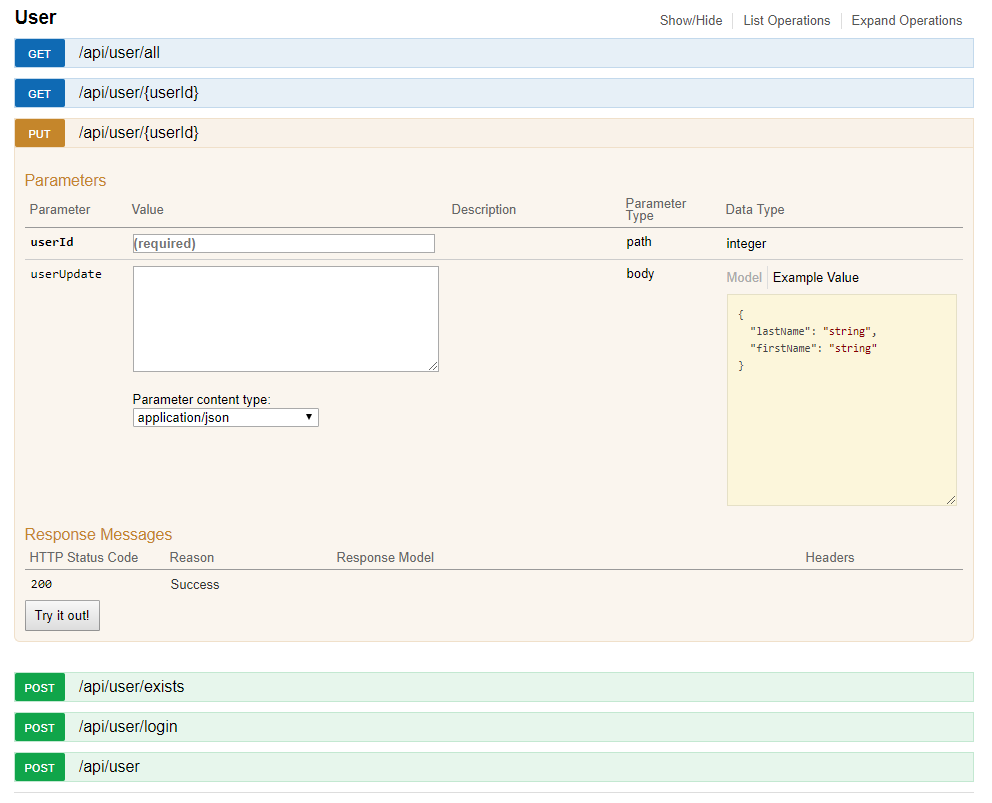 User
Show/Hide List Operations Expand Operations
GET /api/user/all
GET /api/user/{userId}
PUT /api/user/{userId}
Parameters
Parameter Value Description Parameter Type Data Type
userId (required) path integer
userUpdate body Model Example Value
{
"lastName": "string",
"firstName": "string"
}
Parameter content type:
application/json
Response Messages
HTTP Status Code Reason Response Model Headers
200 Success
Try it out!
POST /api/user/exists
POST /api/user/login
POST /api/user